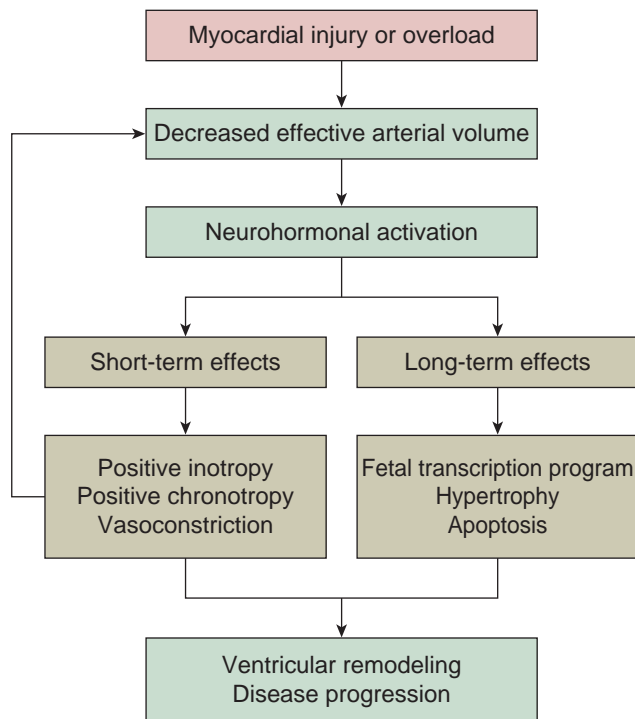 Myocardial injury or overload
Decreased effective arterial volume
Neurohormonal activation
Short-term effects
Long-term effects
Positive inotropy
Positive chronotropy
Vasoconstriction
Fetal transcription program
Hypertrophy
Apoptosis
Ventricular remodeling
Disease progression